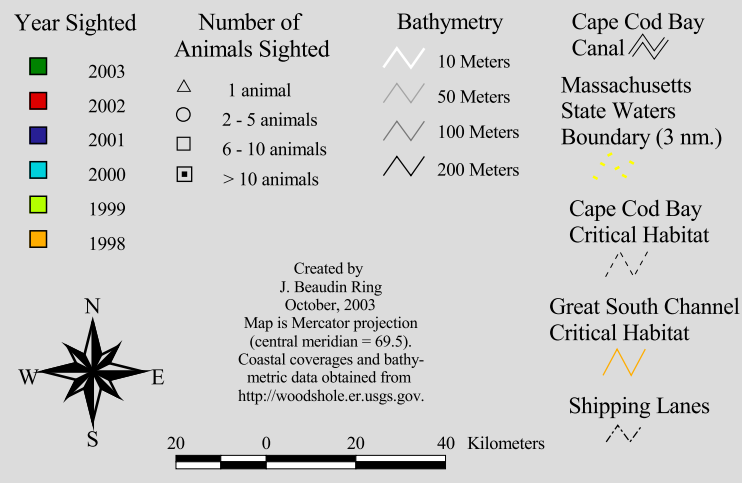 Year Sighted
2003
2002
2001
2000
1999
1998
Number of
Animals Sighted
1 animal
2 - 5 animals
6 - 10 animals
> 10 animals
Bathymetry
10 Meters
50 Meters
100 Meters
200 Meters
Cape Cod Bay
Canal
Massachusetts
State Waters
Boundary (3 nm.)
Cape Cod Bay
Critical Habitat
Great South Channel
Critical Habitat
Shipping Lanes
Created by
J. Beaudin Ring
October, 2003
Map is Mercator projection
(central meridian = 69.5).
Coastal coverages and bathy-
metric data obtained from
http://woodshole.er.usgs.gov.
N
W E
S
20 0 20 40 Kilometers